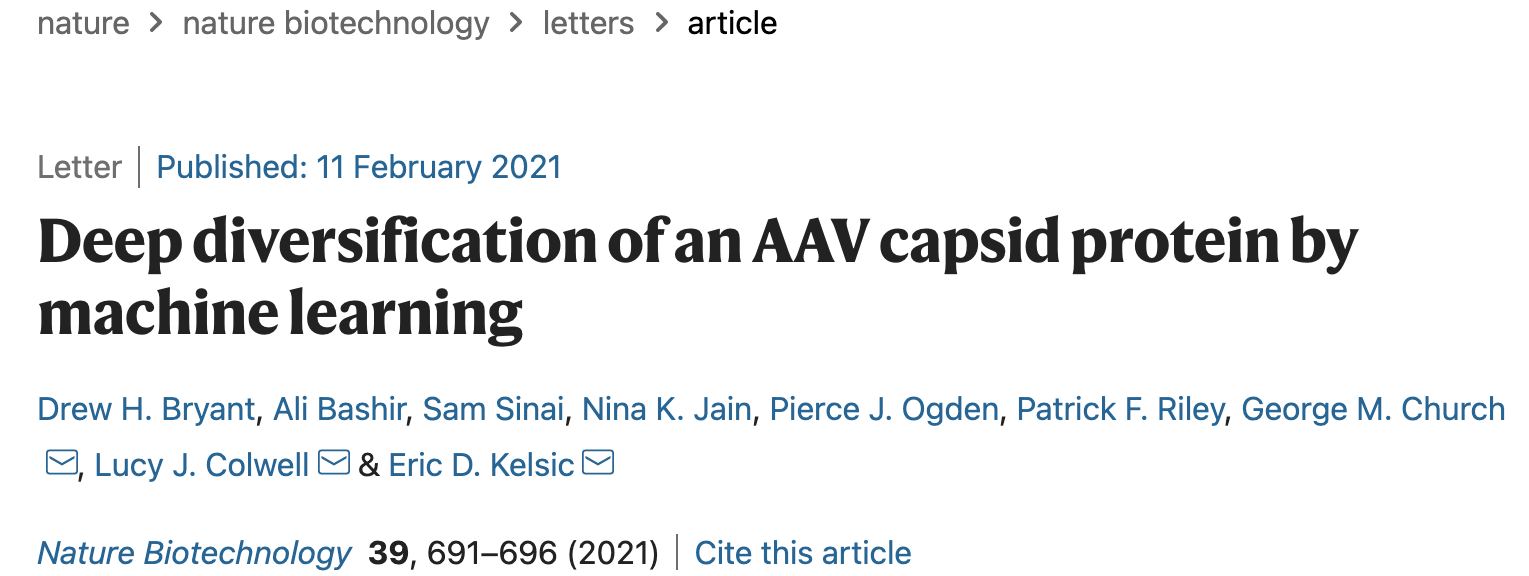 nature > nature biotechnology > letters > article
Letter | Published: 11 February 2021
Deep diversification of an AAV capsid protein by
machine learning
Drew H. Bryant, Ali Bashir, Sam Sinai, Nina K. Jain, Pierce J. Ogden, Patrick F. Riley, George M. Church
, Lucy J. Colwell & Eric D. Kelsic
Nature Biotechnology 39, 691–696 (2021) | Cite this article